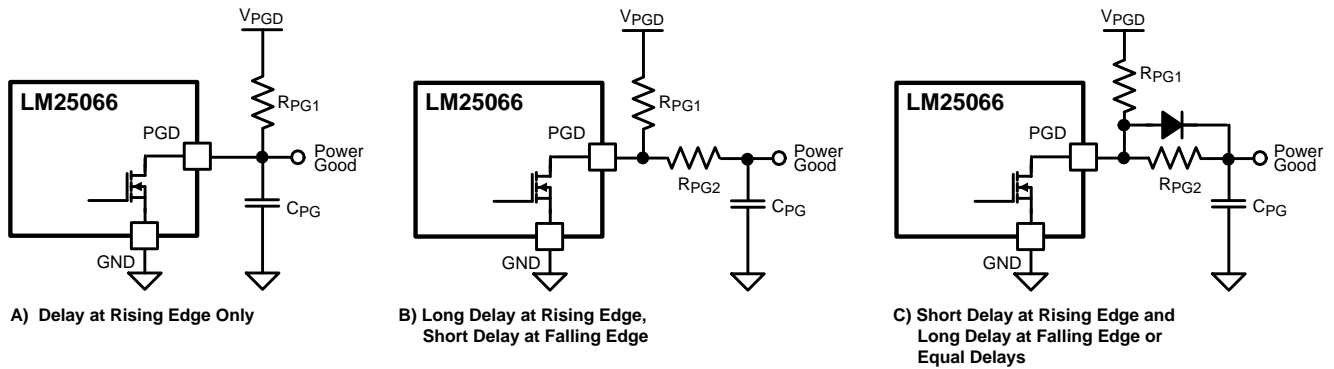 VPGD
LM25066
RPG1
PGD
Power
Good
CPG
GND
A) Delay at Rising Edge Only
VPGD
LM25066
RPG1
PGD
Power
Good
RPG2
CPG
GND
B) Long Delay at Rising Edge,
Short Delay at Falling Edge
VPGD
LM25066
RPG1
PGD
Power
Good
RPG2
CPG
GND
C) Short Delay at Rising Edge and
Long Delay at Falling Edge or
Equal Delays